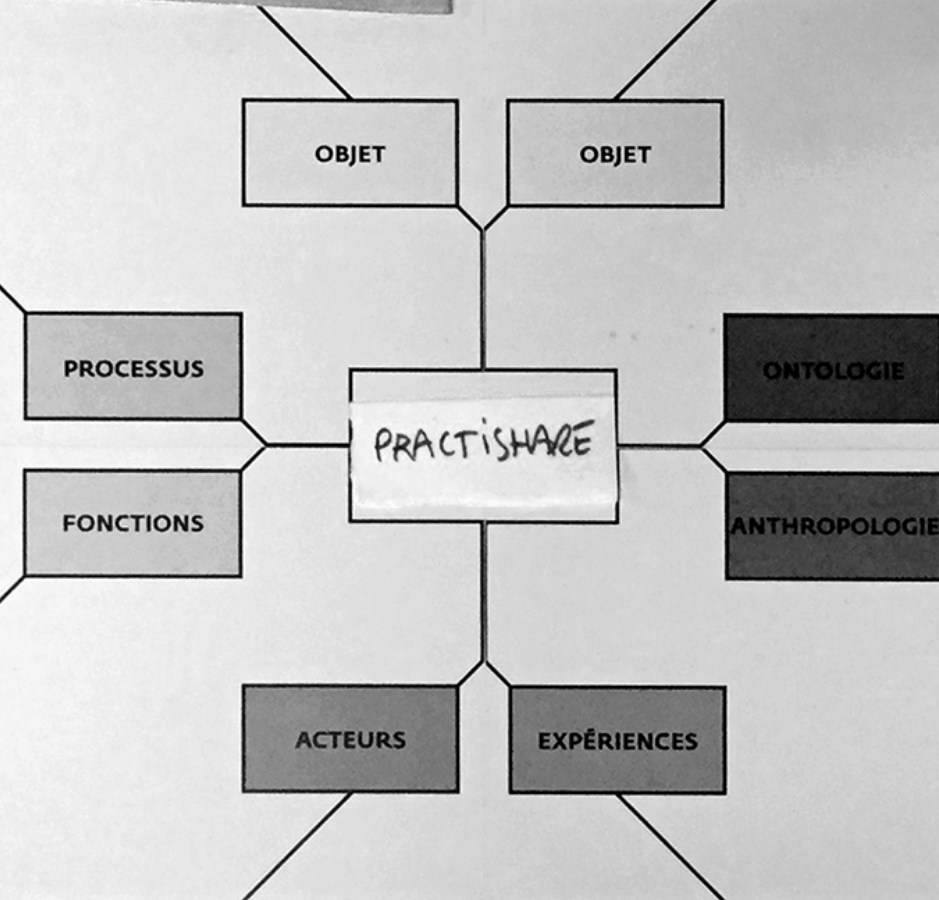 OBJET
OBJET
PROCESSUS
ONTOLOGIE
PRACTiSHARE
FONCTIONS
ANTHROPOLOGIE
ACTEURS
EXPÉRIENCES